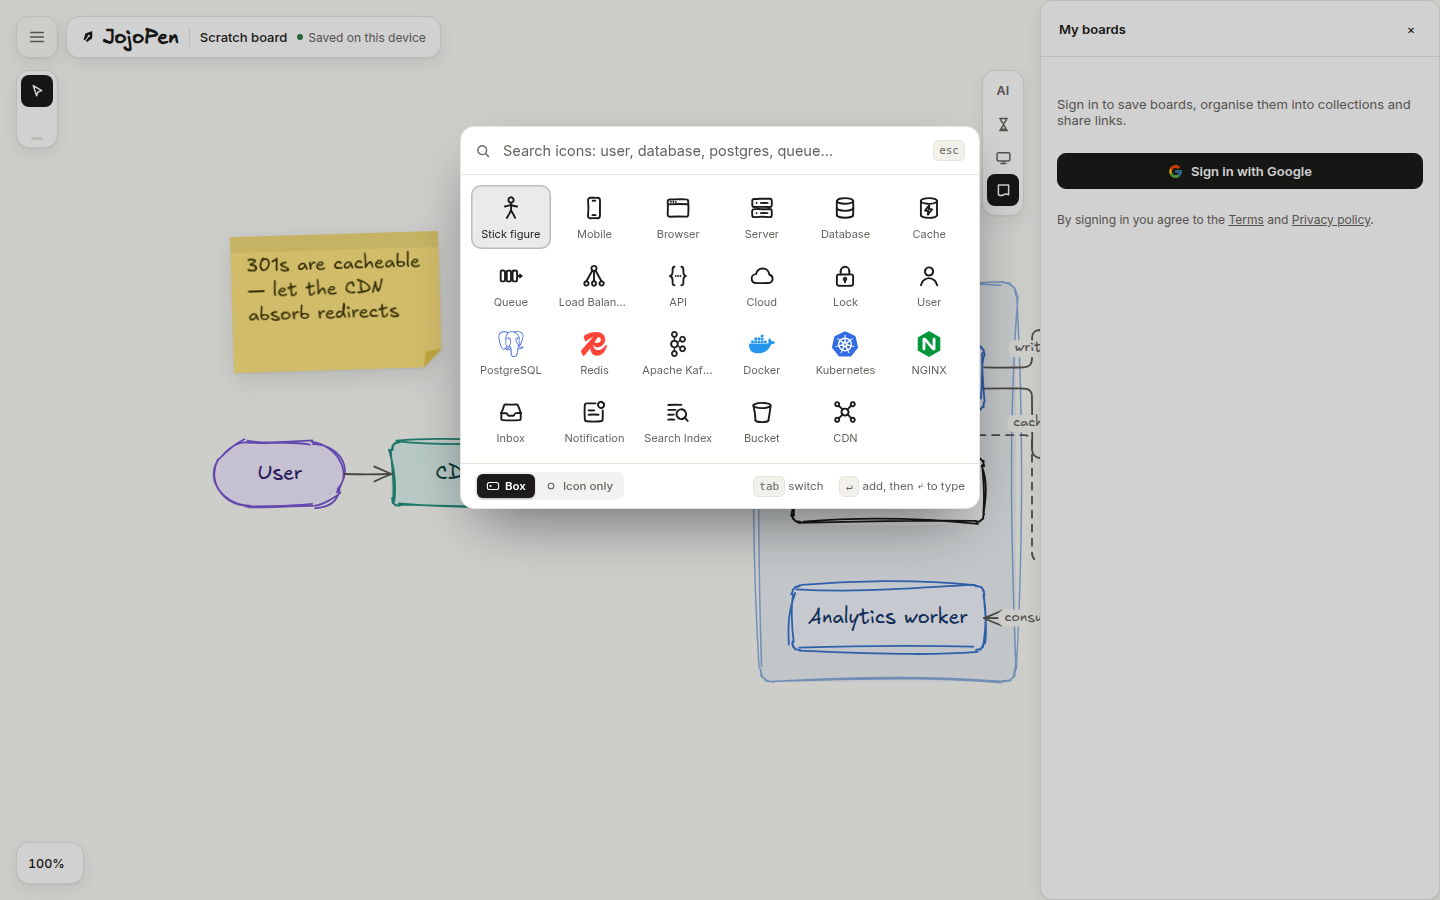 JojoPen
Scratch board
Saved on this device
My boards
×
AI
Sign in to save boards, organise them into collections and
share links.
Sign in with Google
By signing in you agree to the Terms and Privacy policy.
Search icons: user, database, postgres, queue...
esc
Stick figure
Mobile
Browser
Server
Database
Cache
Queue
Load Balan...
API
Cloud
Lock
User
PostgreSQL
Redis
Apache Kaf...
Docker
Kubernetes
NGINX
Inbox
Notification
Search Index
Bucket
CDN
Box
Icon only
tab switch
↵ add, then ↵ to type
301s are cacheable
— let the CDN
absorb redirects
User
CD
writ
cach
Analytics worker
consu
100%